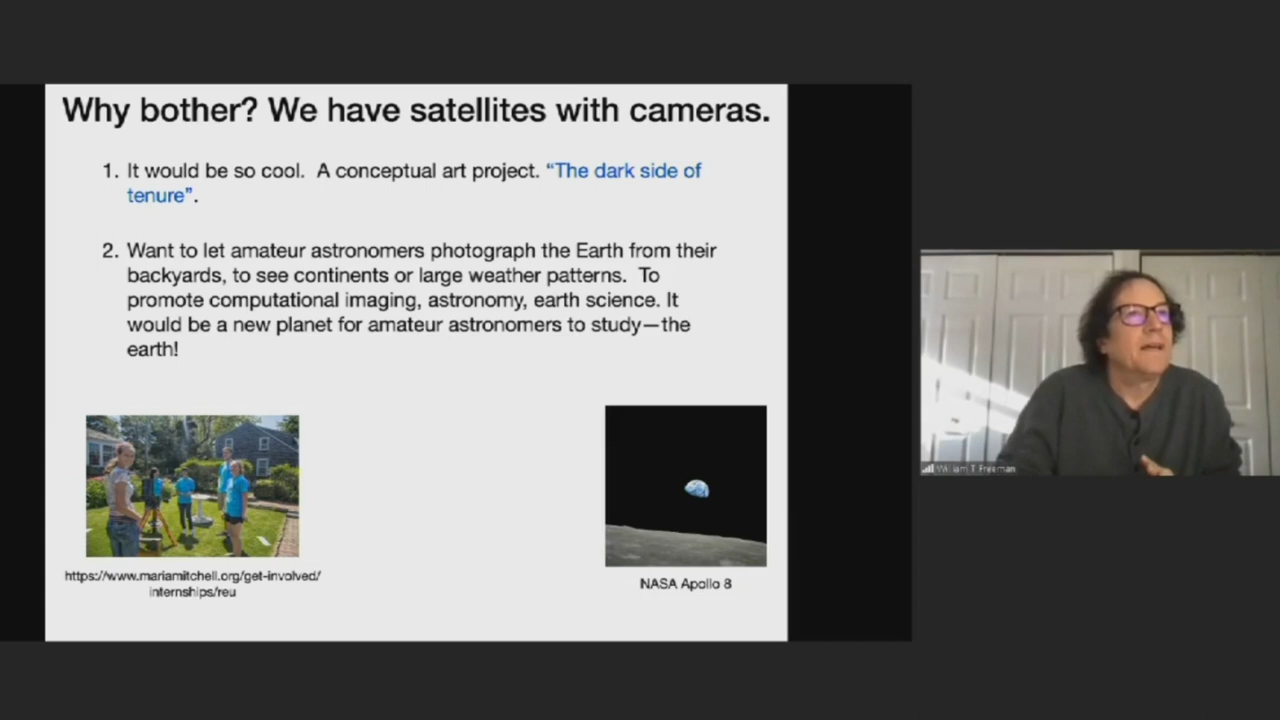 Why bother? We have satellites with cameras.
1. It would be so cool. A conceptual art project. “The dark side of
tenure”.
2. Want to let amateur astronomers photograph the Earth from their
backyards, to see continents or large weather patterns. To
promote computational imaging, astronomy, earth science. It
would be a new planet for amateur astronomers to study—the
earth!
https://www.mariamitchell.org/get-involved/
internships/reu
NASA Apollo 8
William T Freeman